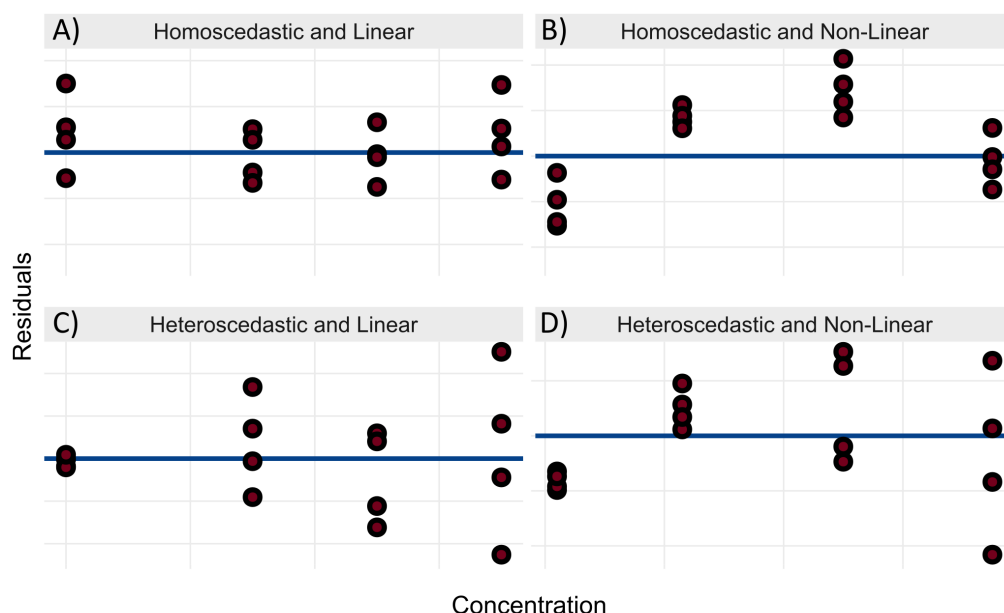 A) Homoscedastic and Linear
B) Homoscedastic and Non-Linear
Residuals
C) Heteroscedastic and Linear
D) Heteroscedastic and Non-Linear
Concentration